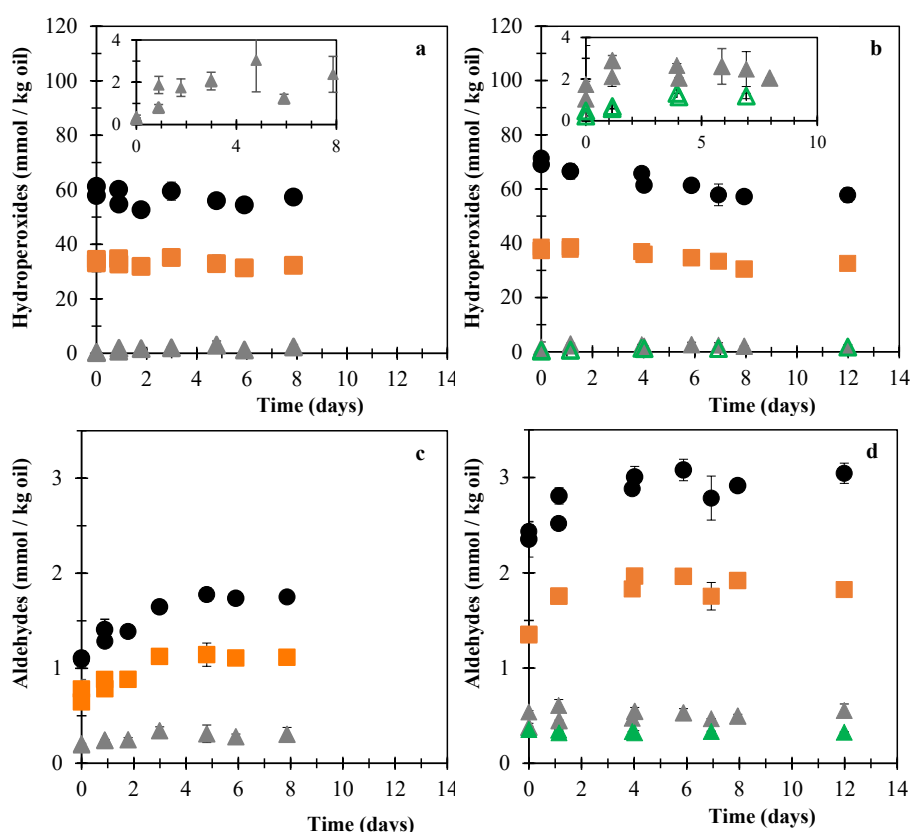 Hydroperoxides (mmol / kg oil)
120
100
80
60
40
20
0
0 2 4 6 8 10 12 14
Time (days)
a
4
2
0
0 4 8
Hydroperoxides (mmol / kg oil)
120
100
80
60
40
20
0
0 2 4 6 8 10 12 14
Time (days)
b
4
2
0
0 5 10
Aldehydes (mmol / kg oil)
3
2
1
0
0 2 4 6 8 10 12 14
Time (days)
c
Aldehydes (mmol / kg oil)
3
2
1
0
0 2 4 6 8 10 12 14
Time (days)
d